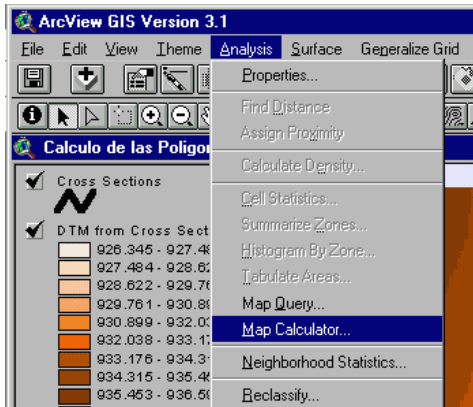 ArcView GIS Version 3.1
File Edit View Theme Analysis Surface Generalize Grid
Properties...
Find Distance
Assign Proximity
Calculate Density...
Cell Statistics...
Summarize Zones...
Histogram By Zone...
Tabulate Areas...
Map Query...
Map Calculator...
Neighborhood Statistics...
Reclassify...
Calculo de las Poligo
Cross Sections
DTM from Cross Sect
926.345 - 927.48
927.484 - 928.62
928.622 - 929.76
929.761 - 930.89
930.899 - 932.03
932.038 - 933.17
933.176 - 934.3
934.315 - 935.45
935.453 - 936.59